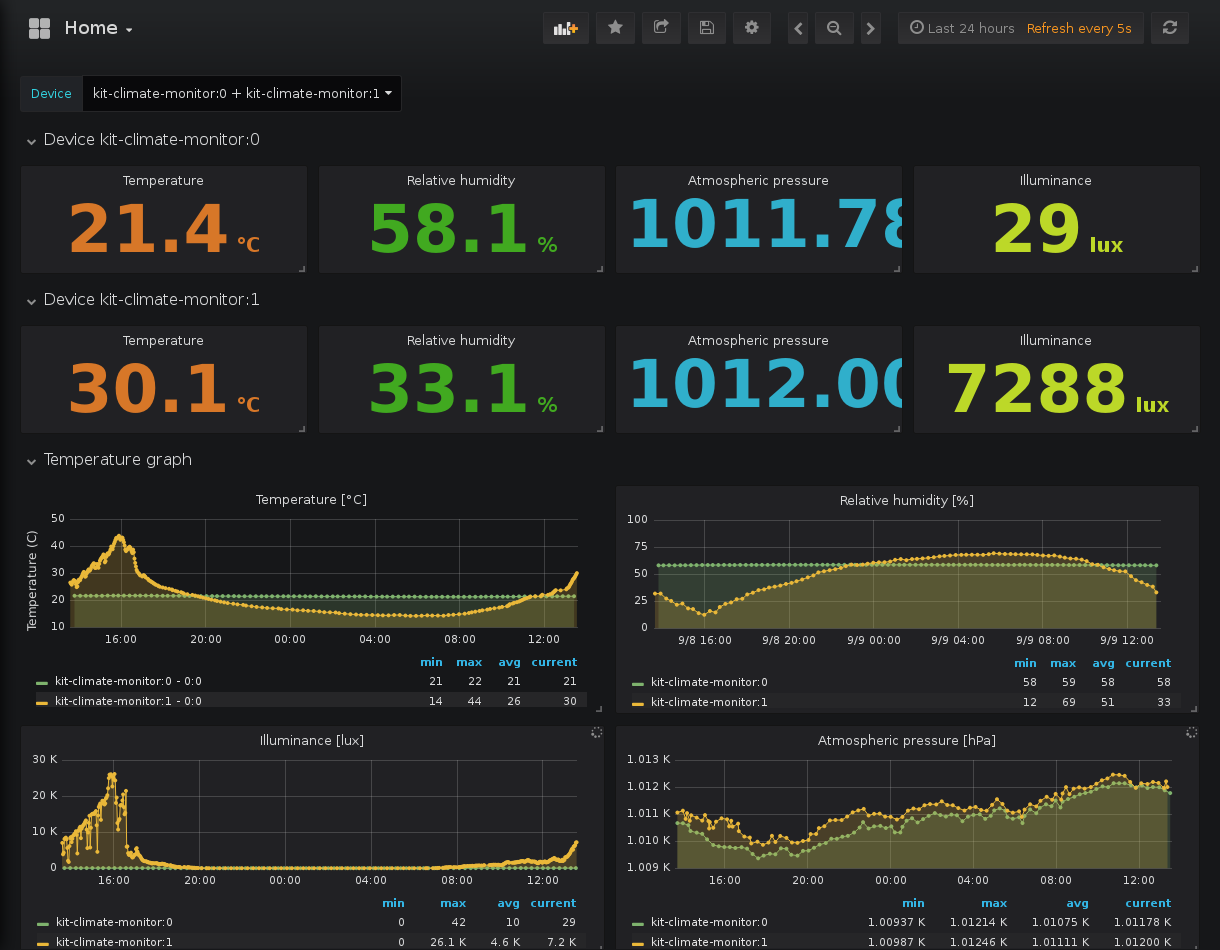 Home
Last 24 hours Refresh every 5s
Device kit-climate-monitor:0 + kit-climate-monitor:1
Device kit-climate-monitor:0
Temperature
21.4 °C
Relative humidity
58.1 %
Atmospheric pressure
1011.78
Illuminance
29 lux
Device kit-climate-monitor:1
Temperature
30.1 °C
Relative humidity
33.1 %
Atmospheric pressure
1012.00
Illuminance
7288 lux
Temperature graph
Temperature [°C]
Temperature (C)
50
40
30
20
10
16:00 20:00 00:00 04:00 08:00 12:00
min max avg current
kit-climate-monitor:0 - 0:0 21 22 21 21
kit-climate-monitor:1 - 0:0 14 44 26 30
Relative humidity [%]
100
75
50
25
0
9/8 16:00 9/8 20:00 9/9 00:00 9/9 04:00 9/9 08:00 9/9 12:00
min max avg current
kit-climate-monitor:0 58 59 58 58
kit-climate-monitor:1 12 69 51 33
Illuminance [lux]
30 K
20 K
10 K
0
16:00 20:00 00:00 04:00 08:00 12:00
min max avg current
kit-climate-monitor:0 0 42 10 29
kit-climate-monitor:1 0 26.1 K 4.6 K 7.2 K
Atmospheric pressure [hPa]
1.013 K
1.012 K
1.011 K
1.010 K
1.009 K
16:00 20:00 00:00 04:00 08:00 12:00
min max avg current
kit-climate-monitor:0 1.00937 K 1.01214 K 1.01075 K 1.01178 K
kit-climate-monitor:1 1.00987 K 1.01246 K 1.01111 K 1.01200 K